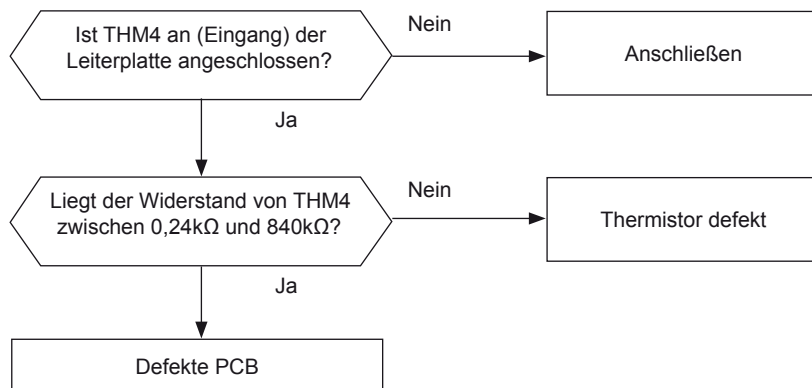 Ist THM4 an (Eingang) der
Leiterplatte angeschlossen?
Nein
Anschließen
Ja
Liegt der Widerstand von THM4
zwischen 0,24kΩ und 840kΩ?
Nein
Thermistor defekt
Ja
Defekte PCB